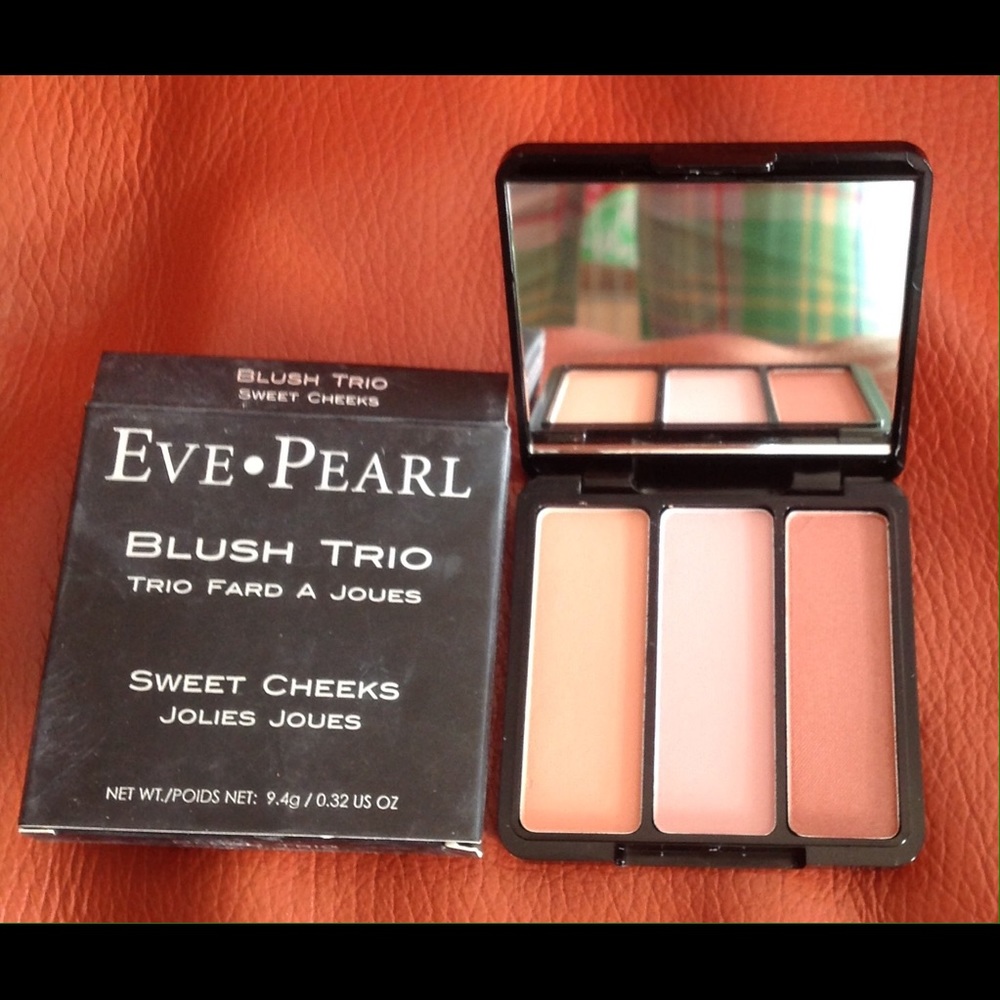 BLUSH TRIO
SWEET CHEEKS
EVE•PEARL
BLUSH TRIO
TRIO FARD A JOUES
SWEET CHEEKS
JOLIES JOUES
NET WT./POIDS NET: 9.4g / 0.32 US OZ